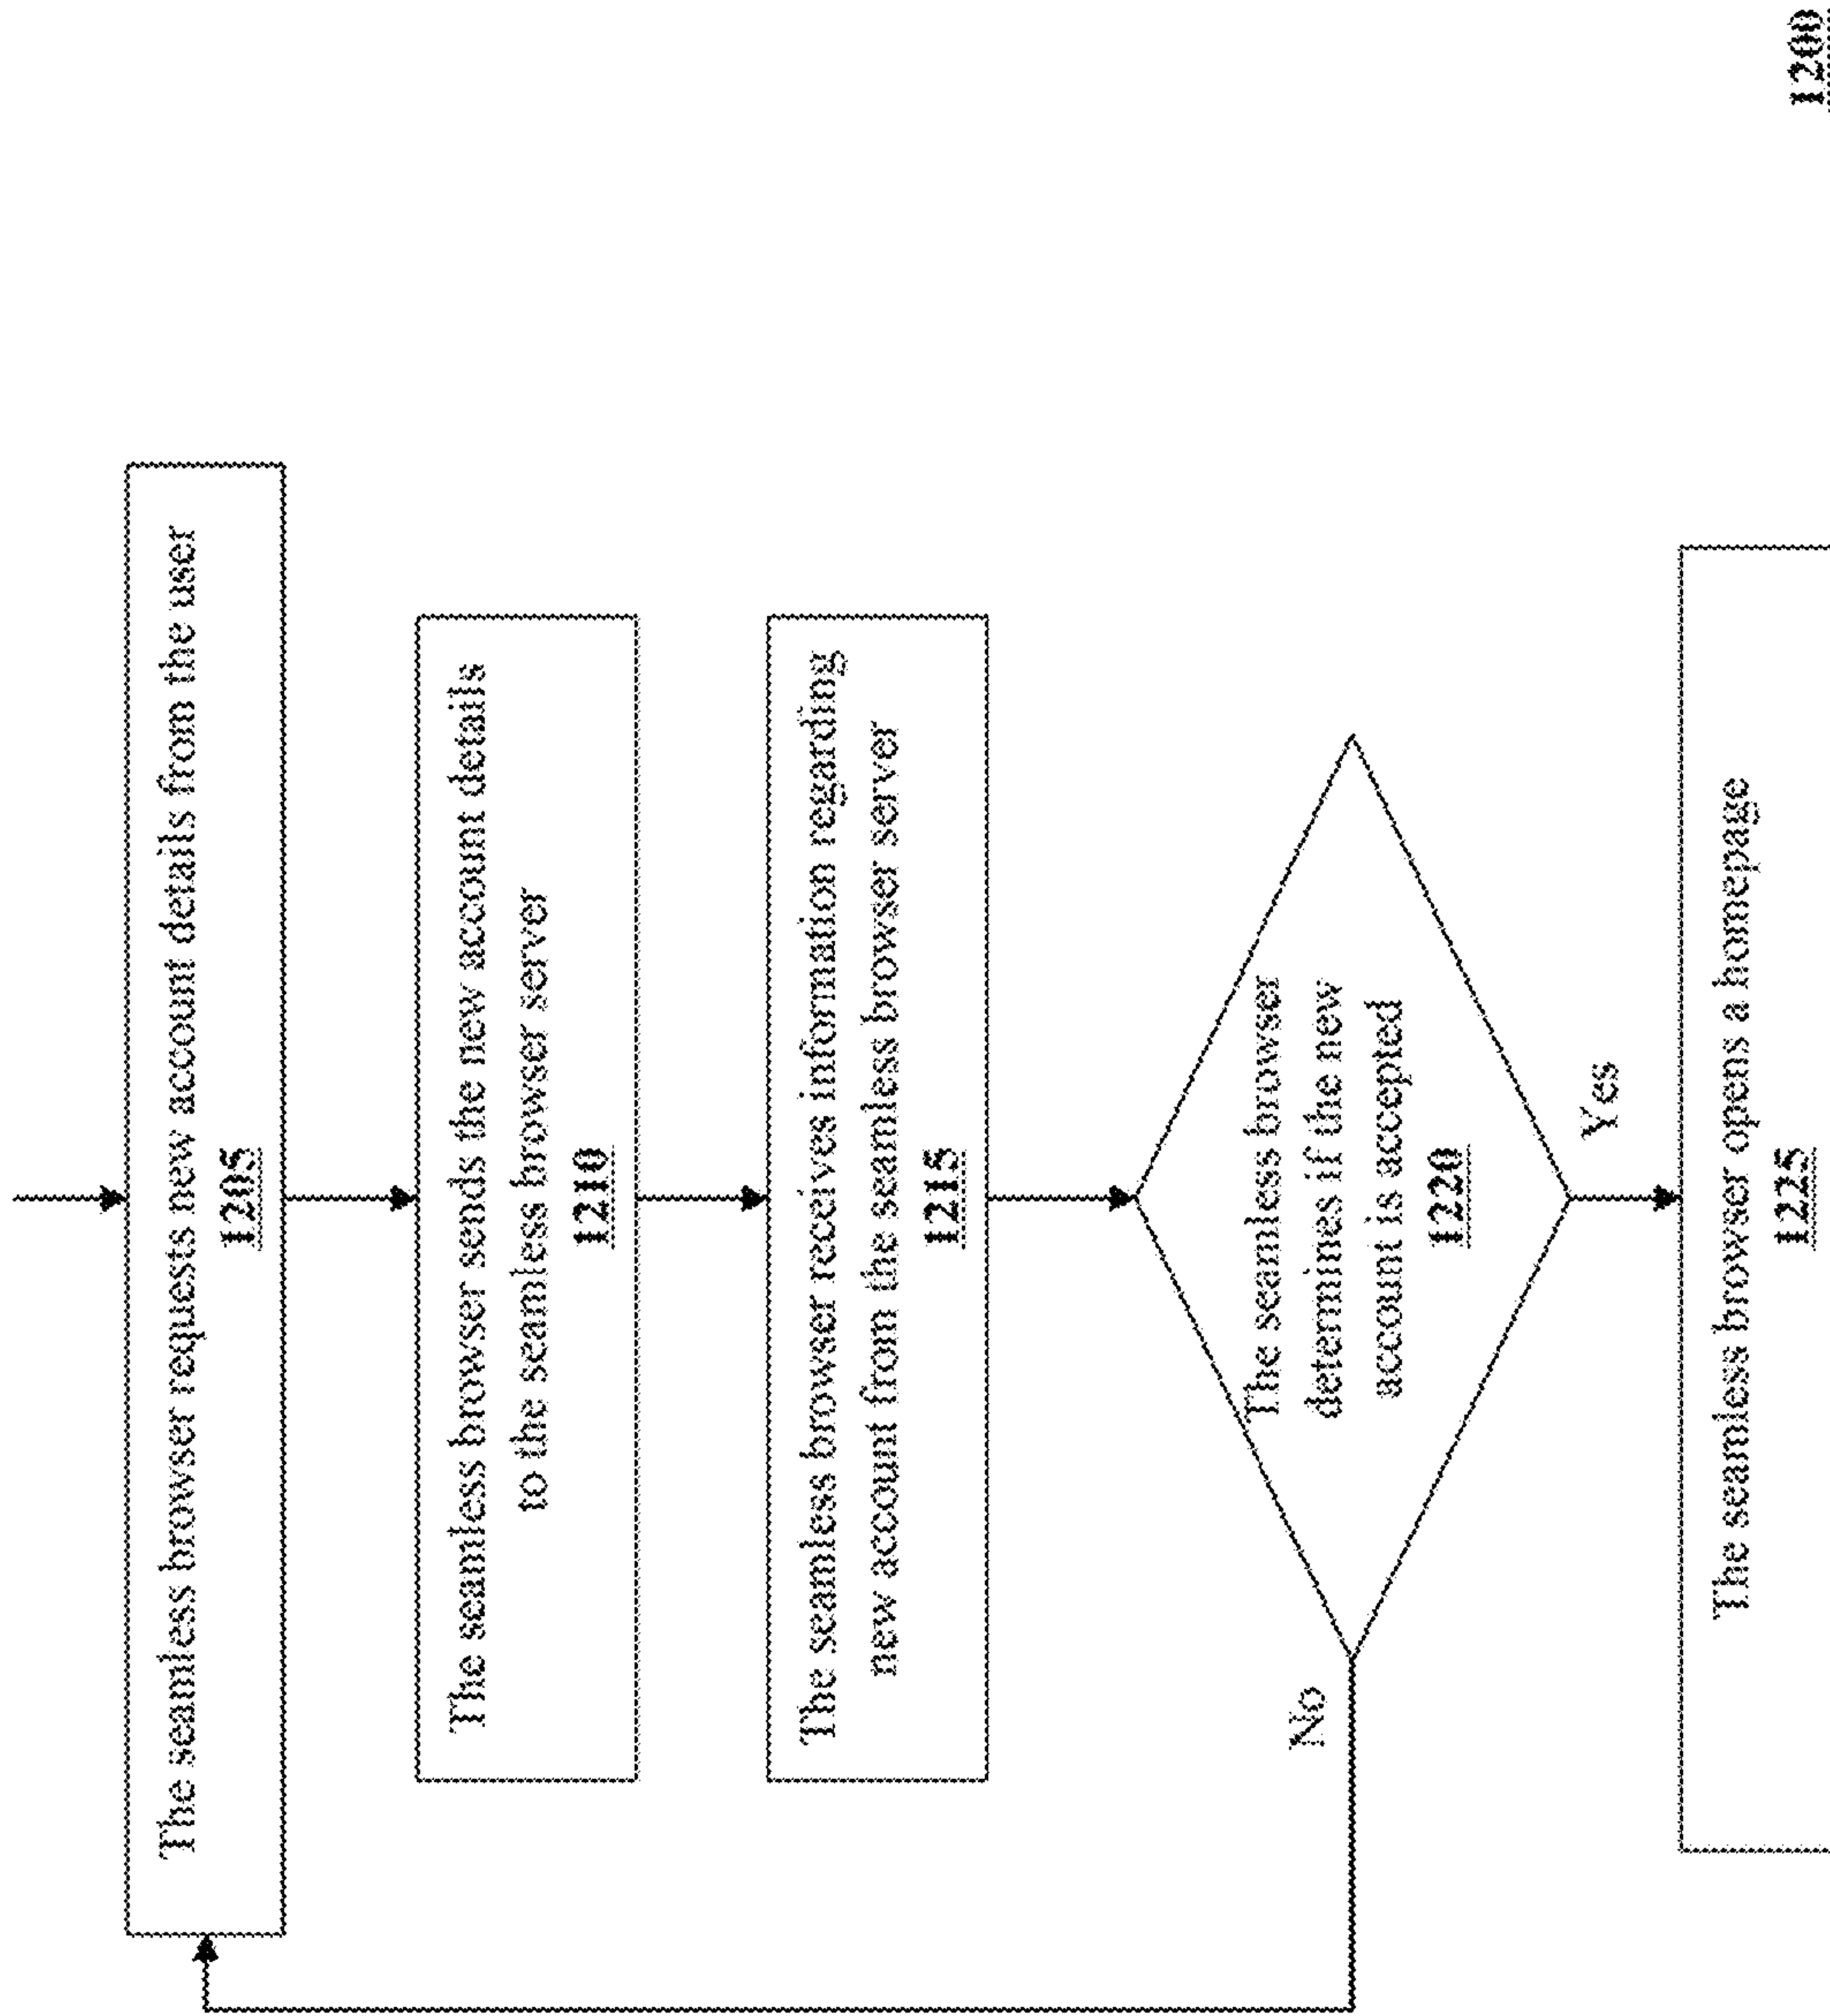 The seamless browser requests new account details from the user
1205
The seamless browser sends the new account details
to the seamless browser server
1210
The seamless browser receives information regarding
new account from the seamless browser server
1215
The seamless browser
determines if the new
account is accepted
1220
No
Yes
The seamless browser opens a homepage
1225
1200